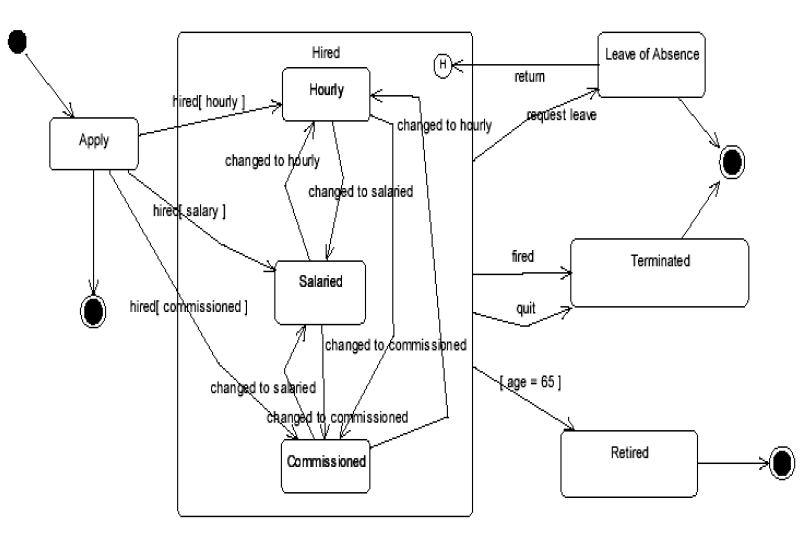 Hired
H
Leave of Absence
return
Hourly
hired[ hourly ]
changed to hourly
request leave
Apply
changed to hourly
changed to salaried
hired[ salary ]
fired
Terminated
Salaried
hired[ commissioned ]
quit
changed to commissioned
changed to salaried
[ age = 65 ]
changed to commissioned
Retired
Commissioned